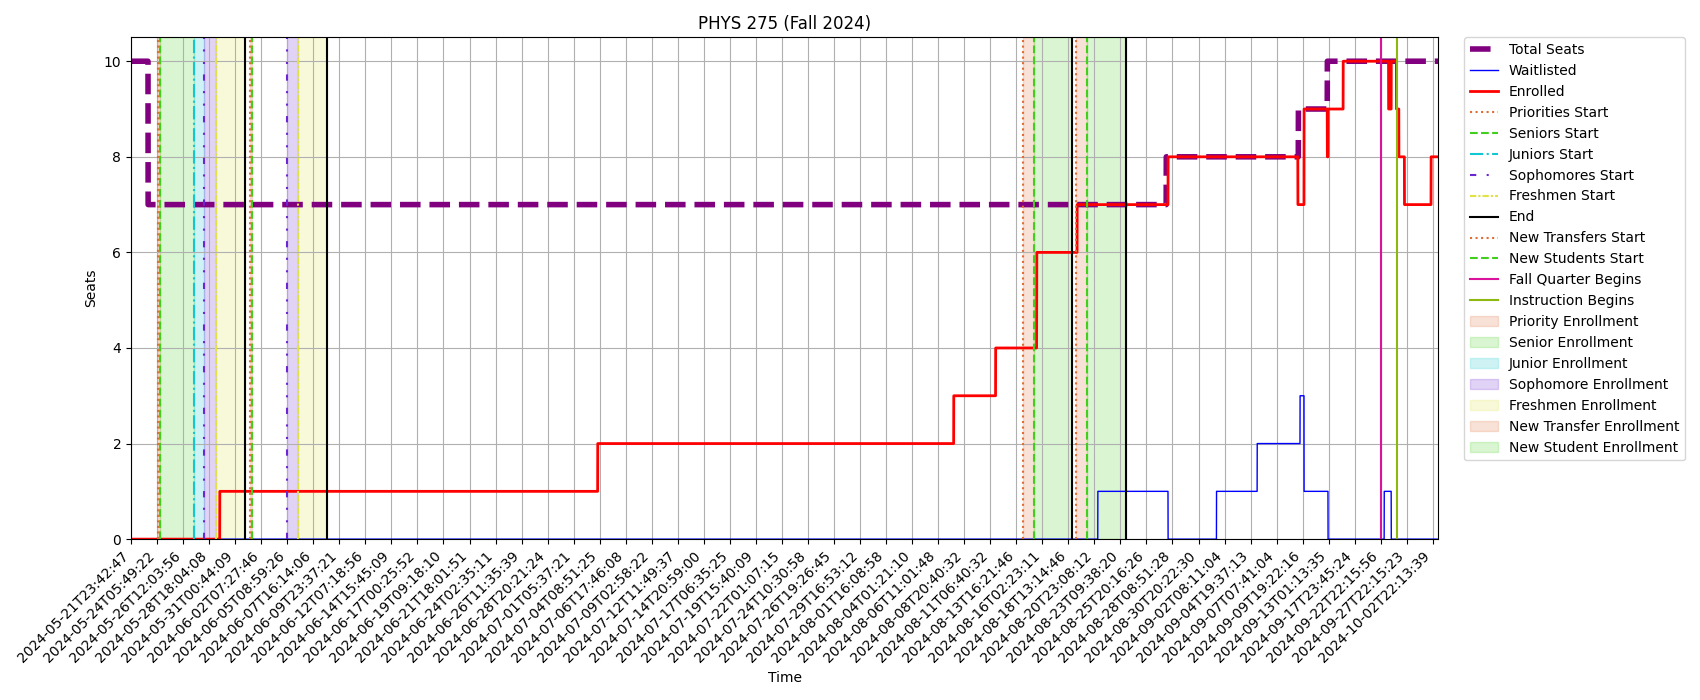 PHYS 275 (Fall 2024)
10
8
6
4
2
0
Seats
2024-05-21T23:42:47
2024-05-24T05:49:22
2024-05-26T12:03:56
2024-05-28T18:04:08
2024-05-31T00:44:09
2024-06-02T07:27:46
2024-06-05T08:59:26
2024-06-07T16:14:06
2024-06-09T23:37:21
2024-06-12T07:18:56
2024-06-14T15:45:09
2024-06-17T00:25:52
2024-06-19T09:18:10
2024-06-21T18:01:51
2024-06-24T02:35:11
2024-06-26T11:35:39
2024-06-28T20:21:24
2024-07-01T05:37:21
2024-07-04T08:51:25
2024-07-06T17:46:08
2024-07-09T02:58:22
2024-07-12T11:49:37
2024-07-14T20:59:00
2024-07-17T06:35:25
2024-07-19T15:40:09
2024-07-22T01:07:15
2024-07-24T10:30:58
2024-07-26T19:26:45
2024-07-29T16:53:12
2024-08-01T16:08:58
2024-08-04T01:21:10
2024-08-06T11:01:48
2024-08-08T20:40:32
2024-08-11T06:40:32
2024-08-13T16:21:46
2024-08-16T02:23:11
2024-08-18T13:14:46
2024-08-20T23:08:12
2024-08-23T09:38:20
2024-08-25T20:16:26
2024-08-28T08:51:28
2024-08-30T20:22:30
2024-09-02T08:11:04
2024-09-04T19:37:13
2024-09-07T07:41:04
2024-09-09T19:22:16
2024-09-13T01:13:35
2024-09-17T23:45:24
2024-09-22T22:15:56
2024-09-27T22:15:23
2024-10-02T22:13:39
Time
Total Seats
Waitlisted
Enrolled
Priorities Start
Seniors Start
Juniors Start
Sophomores Start
Freshmen Start
End
New Transfers Start
New Students Start
Fall Quarter Begins
Instruction Begins
Priority Enrollment
Senior Enrollment
Junior Enrollment
Sophomore Enrollment
Freshmen Enrollment
New Transfer Enrollment
New Student Enrollment